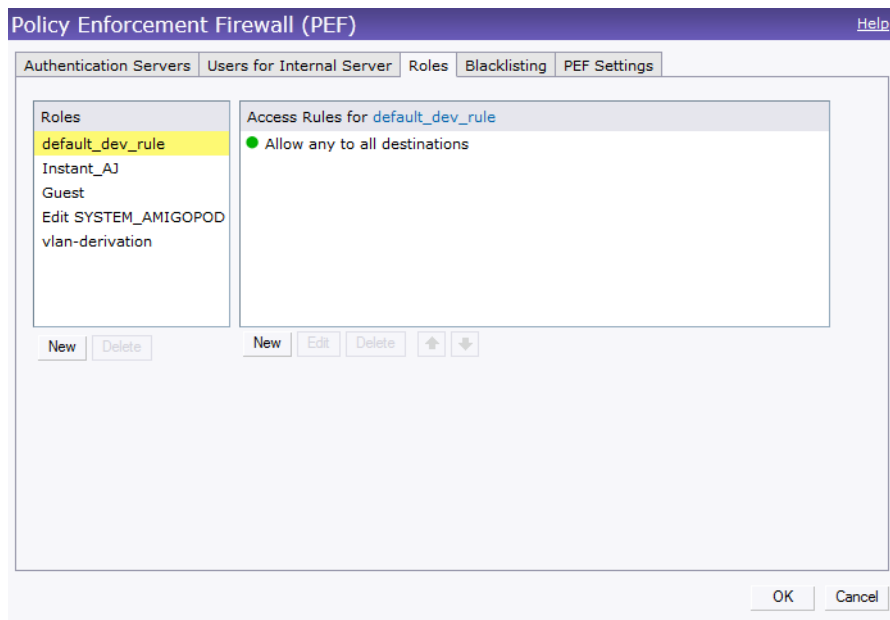 Policy Enforcement Firewall (PEF) Help
Authentication Servers Users for Internal Server Roles Blacklisting PEF Settings
Roles
default_dev_rule
Instant_AJ
Guest
Edit SYSTEM_AMIGOPOD
vlan-derivation
New Delete
Access Rules for default_dev_rule
Allow any to all destinations
New Edit Delete
OK Cancel